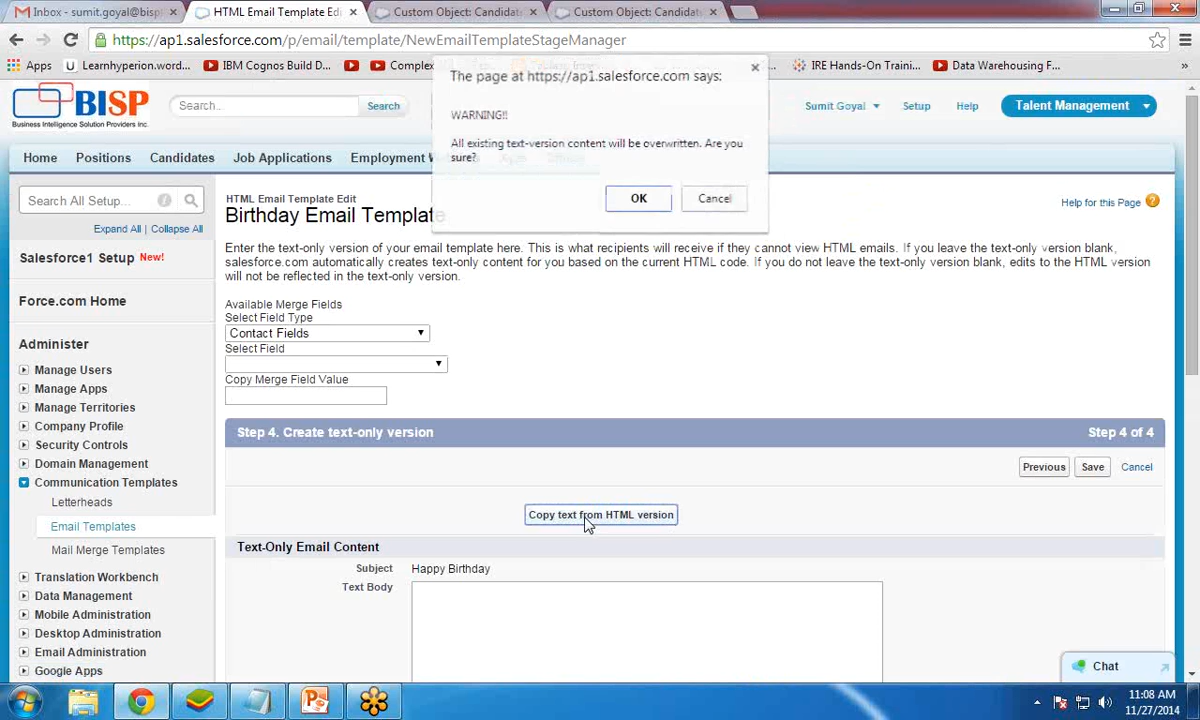 Inbox - sumit.goyal@bisp
HTML Email Template Edi
Custom Object: Candidat
Custom Object: Candidat
https://ap1.salesforce.com/p/email/template/NewEmailTemplateStageManager
Apps
Learnhyperion.word...
IBM Cognos Build D...
Complex
IRE Hands-On Traini...
Data Warehousing F...
»
The page at https://ap1.salesforce.com says:
WARNING!!
All existing text-version content will be overwritten. Are you
sure?
OK
Cancel
BISP
Business Intelligence Solution Providers Inc.
Search...
Search
Sumit Goyal
Setup
Help
Talent Management
Home
Positions
Candidates
Job Applications
Employment W
Search All Setup...
Expand All | Collapse All
Salesforce1 Setup New!
Force.com Home
Administer
Manage Users
Manage Apps
Manage Territories
Company Profile
Security Controls
Domain Management
Communication Templates
Letterheads
Email Templates
Mail Merge Templates
Translation Workbench
Data Management
Mobile Administration
Desktop Administration
Email Administration
Google Apps
HTML Email Template Edit
Birthday Email Template
Help for this Page
Enter the text-only version of your email template here. This is what recipients will receive if they cannot view HTML emails. If you leave the text-only version blank,
salesforce.com automatically creates text-only content for you based on the current HTML code. If you do not leave the text-only version blank, edits to the HTML version
will not be reflected in the text-only version.
Available Merge Fields
Select Field Type
Contact Fields
Select Field
Copy Merge Field Value
Step 4. Create text-only version
Step 4 of 4
Previous
Save
Cancel
Copy text from HTML version
Text-Only Email Content
Subject
Happy Birthday
Text Body
Chat
11:08 AM
11/27/2014